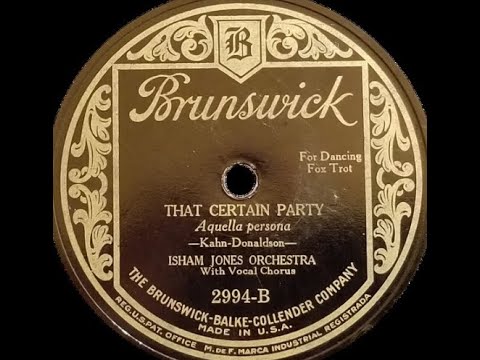 B
Brunswick
For Dancing
Fox Trot
THAT CERTAIN PARTY
Aquella persona
—Kahn-Donaldson—
ISHAM JONES ORCHESTRA
With Vocal Chorus
2994-B
THE BRUNSWICK-BALKE-COLLENDER COMPANY
MADE IN U.S.A.
REG. U.S. PAT. OFFICE M. DE F. MARCA INDUSTRIAL REGISTRADA